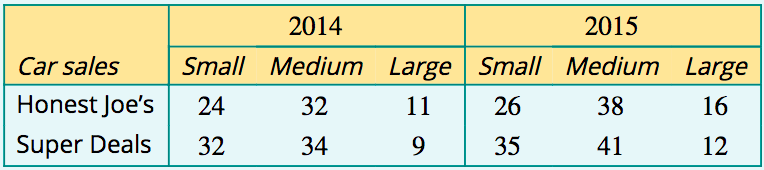 2014 2015
Car sales Small Medium Large Small Medium Large
Honest Joe's 24 32 11 26 38 16
Super Deals 32 34 9 35 41 12